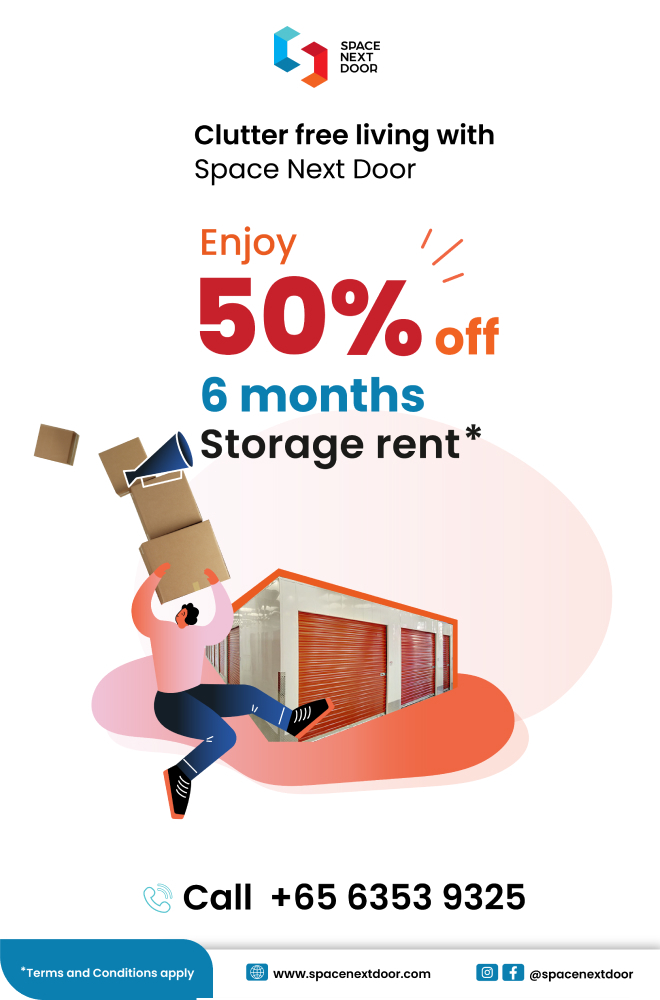 SPACE
NEXT
DOOR
Clutter free living with
Space Next Door
Enjoy
50% off
6 months
Storage rent*
Call +65 6353 9325
*Terms and Conditions apply
www.spacenextdoor.com
@spacenextdoor